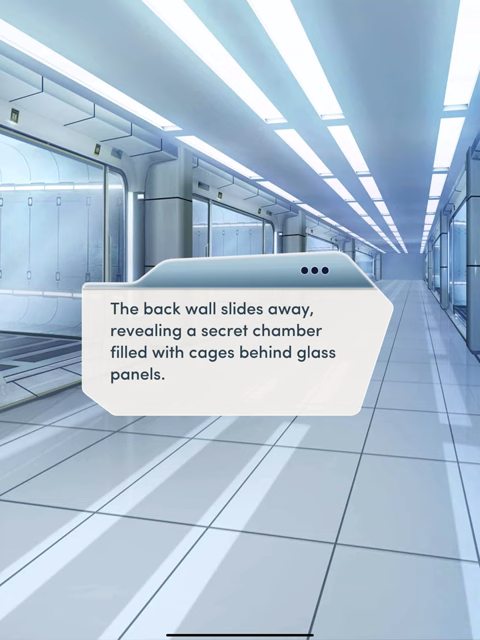 The back wall slides away,
revealing a secret chamber
filled with cages behind glass
panels.